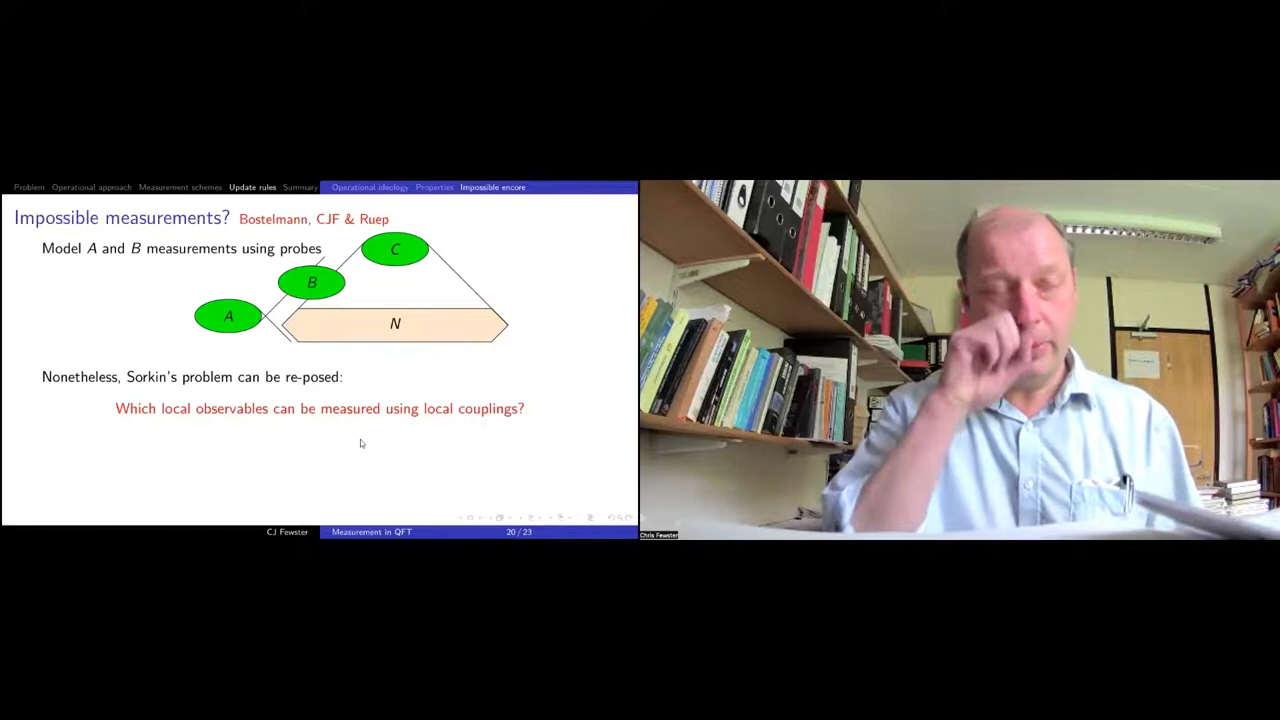 Problem Operational approach Measurement schemes Update rules Summary Operational ideology Properties Impossible encore
Impossible measurements? Bostelmann, CJF & Ruep
Model A and B measurements using probes
C
B
A
N
Nonetheless, Sorkin's problem can be re-posed:
Which local observables can be measured using local couplings?
CJ Fewster Measurement in QFT 20 / 23
Chris Fewster